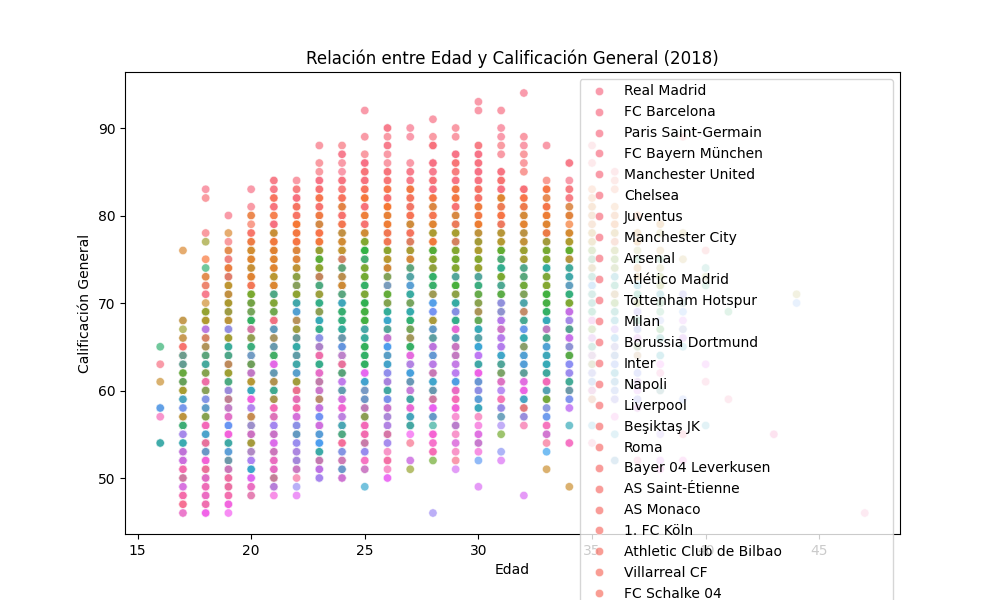 Relación entre Edad y Calificación General (2018)
Calificación General
90
80
70
60
50
15
20
25
30
35
40
45
Edad
Real Madrid
FC Barcelona
Paris Saint-Germain
FC Bayern München
Manchester United
Chelsea
Juventus
Manchester City
Arsenal
Atlético Madrid
Tottenham Hotspur
Milan
Borussia Dortmund
Inter
Napoli
Liverpool
Beşiktaş JK
Roma
Bayer 04 Leverkusen
AS Saint-Étienne
AS Monaco
1. FC Köln
Athletic Club de Bilbao
Villarreal CF
FC Schalke 04